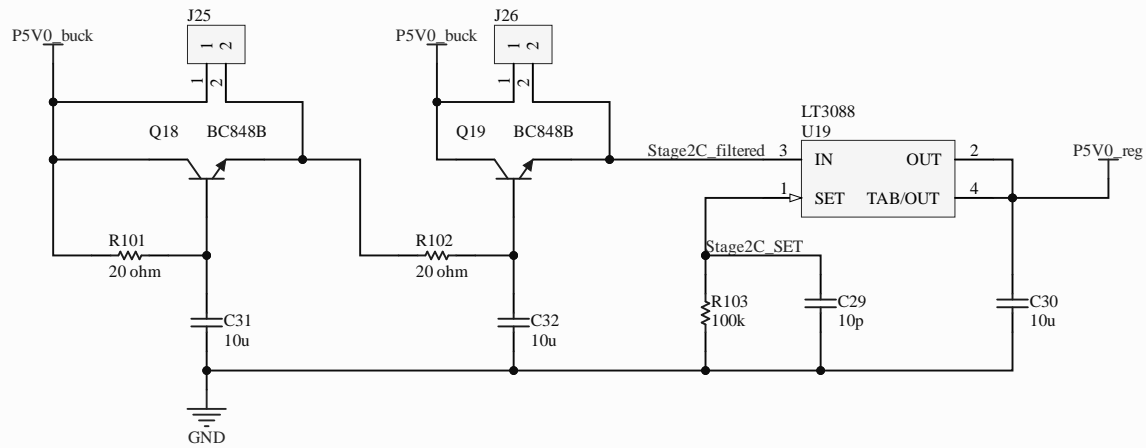 J25
P5V0_buck
1 2
1 2
Q18 BC848B
R101
20 ohm
C31
10u
GND
J26
P5V0_buck
1 2
1 2
Q19 BC848B
R102
20 ohm
C32
10u
Stage2C_filtered
LT3088
U19
3 IN OUT 2
1 SET TAB/OUT 4
P5V0_reg
Stage2C_SET
R103
100k
C29
10p
C30
10u